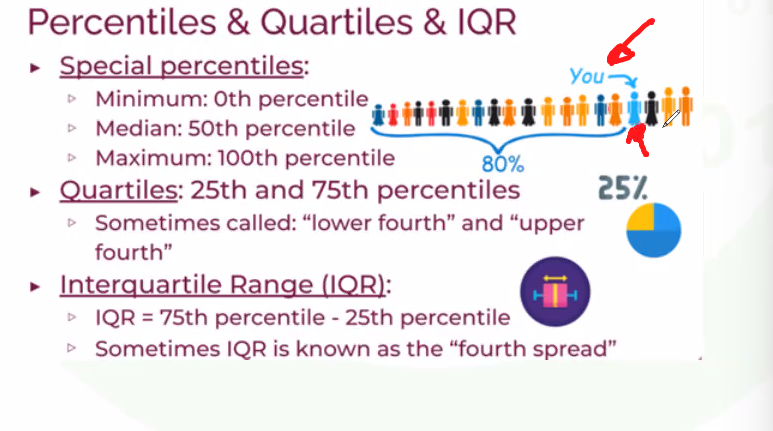 Percentiles & Quartiles & IQR
▸ Special percentiles:
▹ Minimum: 0th percentile
You
▹ Median: 50th percentile
▹ Maximum: 100th percentile
80%
▸ Quartiles: 25th and 75th percentiles
25%
▹ Sometimes called: “lower fourth” and “upper
fourth”
▸ Interquartile Range (IQR):
▹ IQR = 75th percentile - 25th percentile
▹ Sometimes IQR is known as the “fourth spread”